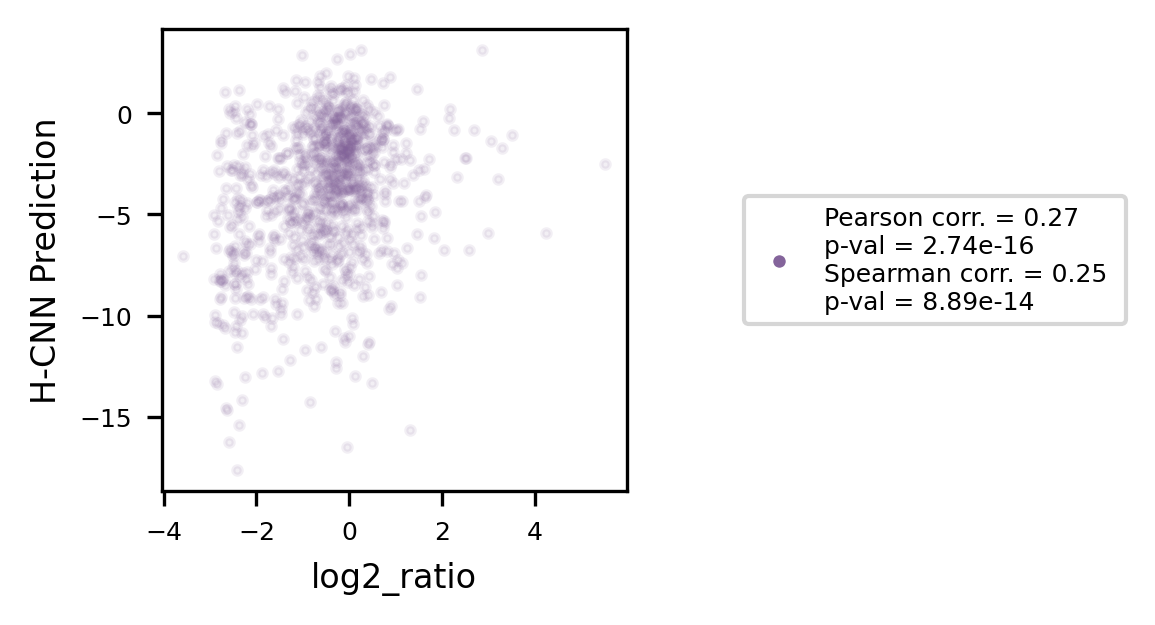 0
−5
−10
−15
H-CNN Prediction
−4
−2
0
2
4
log2_ratio
Pearson corr. = 0.27
p-val = 2.74e-16
Spearman corr. = 0.25
p-val = 8.89e-14